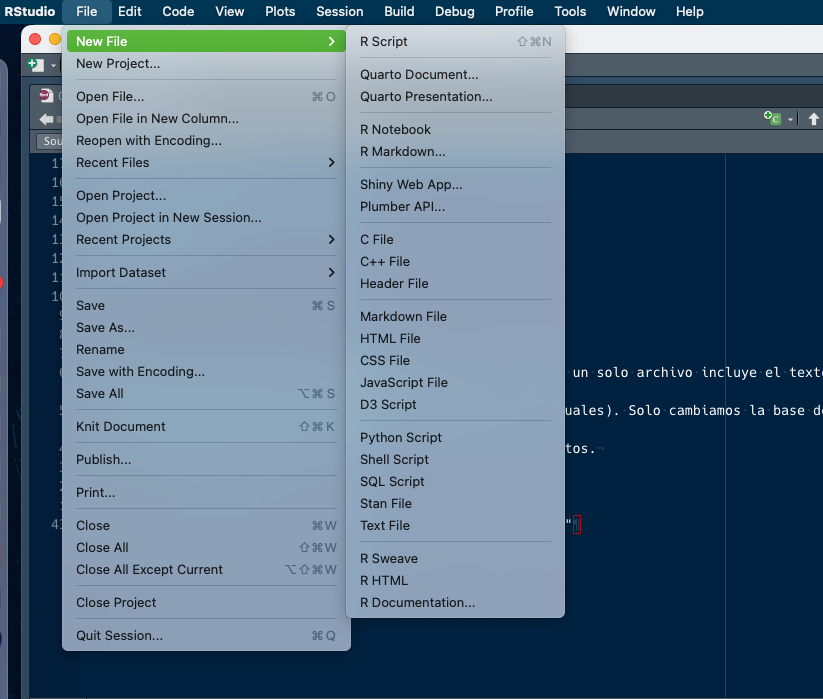 RStudio File Edit Code View Plots Session Build Debug Profile Tools Window Help
New File
New Project...
Open File... ⌘ O
Open File in New Column...
Reopen with Encoding...
Recent Files
Open Project...
Open Project in New Session...
Recent Projects
Import Dataset
Save ⌘ S
Save As...
Rename
Save with Encoding...
Save All ⌥ ⌘ S
Knit Document ⇧ ⌘ K
Publish...
Print...
Close ⌘ W
Close All ⇧ ⌘ W
Close All Except Current ⌥ ⇧ ⌘ W
Close Project
Quit Session... ⌘ Q
R Script ⇧ ⌘ N
Quarto Document...
Quarto Presentation...
R Notebook
R Markdown...
Shiny Web App...
Plumber API...
C File
C++ File
Header File
Markdown File
HTML File
CSS File
JavaScript File
D3 Script
Python Script
Shell Script
SQL Script
Stan File
Text File
R Sweave
R HTML
R Documentation...
un solo archivo incluye el text
uales). Solo cambiamos la base d
tos.
"